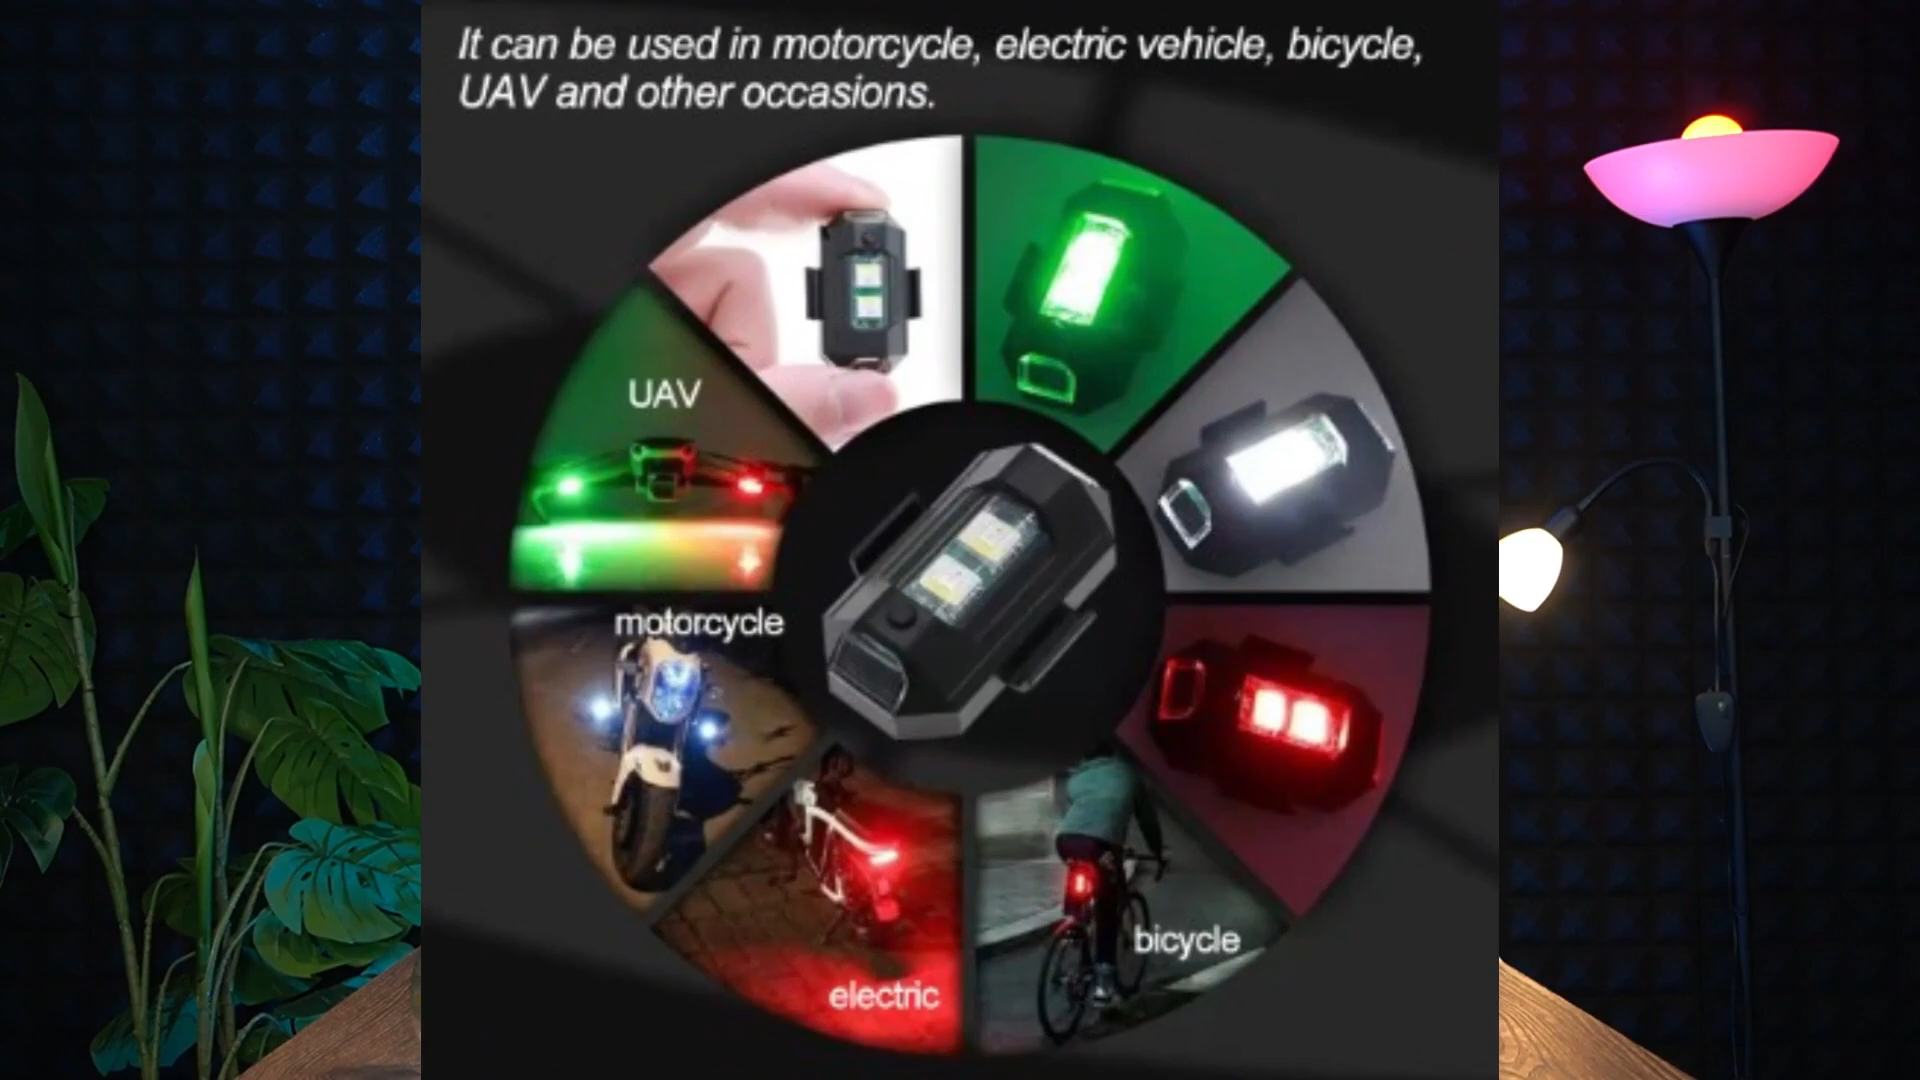 It can be used in motorcycle, electric vehicle, bicycle,
UAV and other occasions.
UAV
motorcycle
bicycle
electric